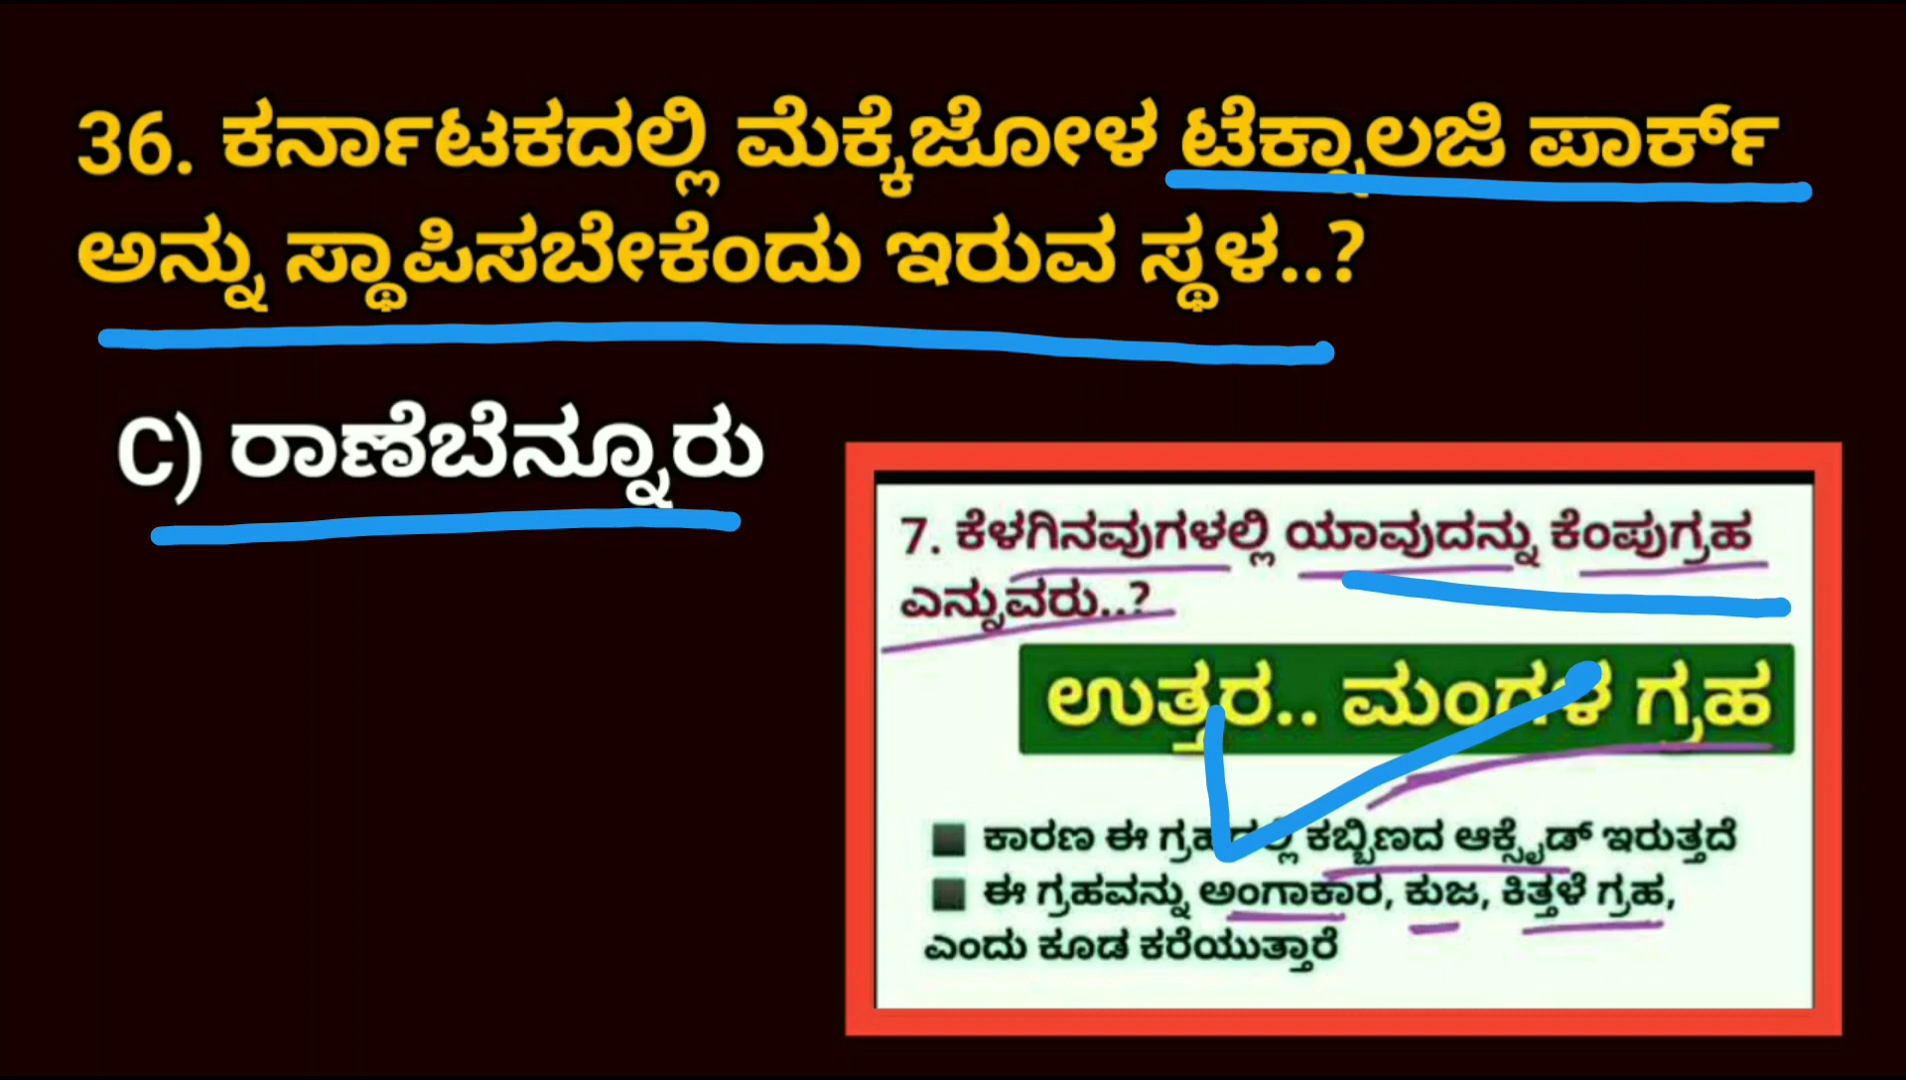 36. ಕರ್ನಾಟಕದಲ್ಲಿ ಮೆಕ್ಕೆಜೋಳ ಟೆಕ್ನಾಲಜಿ ಪಾರ್ಕ್
ಅನ್ನು ಸ್ಥಾಪಿಸಬೇಕೆಂದು ಇರುವ ಸ್ಥಳ..?
C) ರಾಣೆಬೆನ್ನೂರು
7. ಕೆಳಗಿನವುಗಳಲ್ಲಿ ಯಾವುದನ್ನು ಕೆಂಪುಗ್ರಹ
ಎನ್ನುವರು..?
ಉತ್ತರ.. ಮಂಗಳ ಗ್ರಹ
ಕಾರಣ ಈ ಗ್ರಹದಲ್ಲಿ ಕಬ್ಬಿಣದ ಆಕ್ಸೈಡ್ ಇರುತ್ತದೆ
ಈ ಗ್ರಹವನ್ನು ಅಂಗಾಕಾರ, ಕುಜ, ಕಿತ್ತಳೆ ಗ್ರಹ,
ಎಂದು ಕೂಡ ಕರೆಯುತ್ತಾರೆ